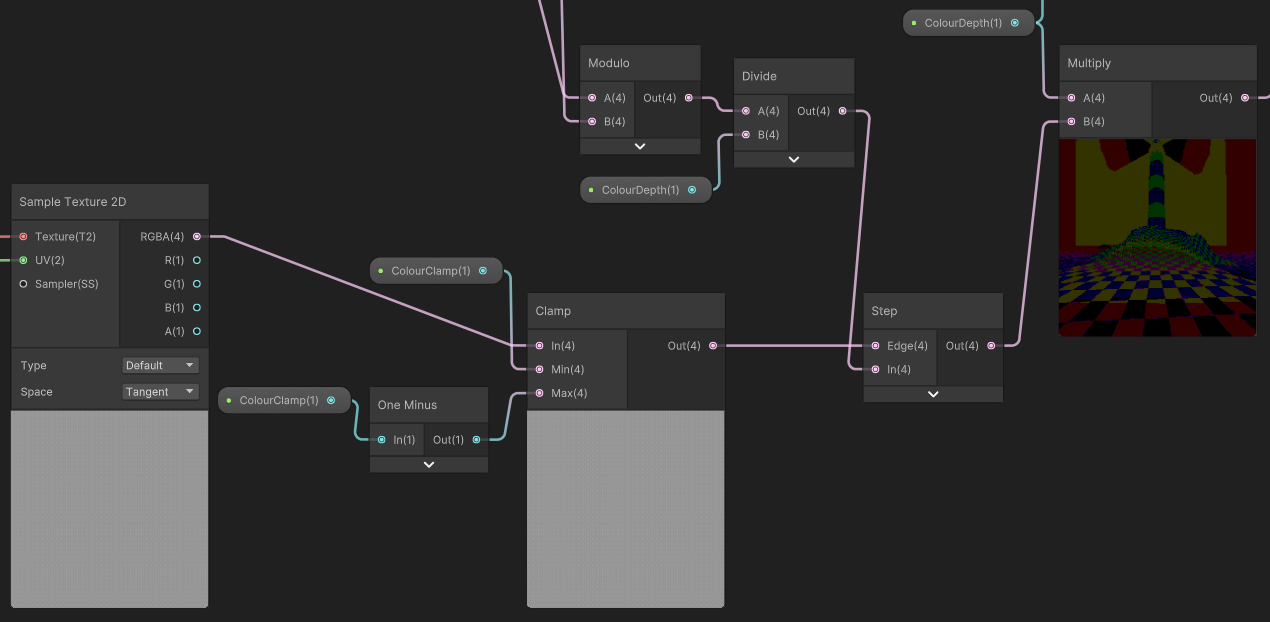 ColourDepth(1)
Modulo
A(4) Out(4)
B(4)
Divide
A(4) Out(4)
B(4)
ColourDepth(1)
Multiply
A(4) Out(4)
B(4)
Sample Texture 2D
Texture(T2) RGBA(4)
UV(2) R(1)
Sampler(SS) G(1)
B(1)
A(1)
Type Default
Space Tangent
ColourClamp(1)
ColourClamp(1)
One Minus
In(1) Out(1)
Clamp
In(4) Out(4)
Min(4)
Max(4)
Step
Edge(4) Out(4)
In(4)